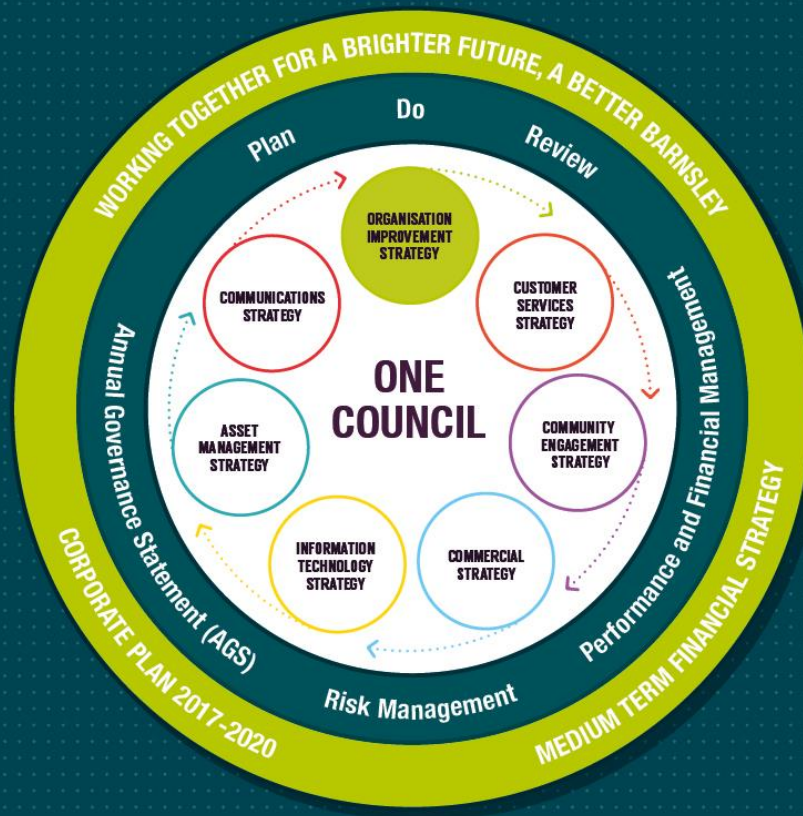 WORKING TOGETHER FOR A BRIGHTER FUTURE, A BETTER BARNSLEY
Plan
Do
Review
ORGANISATION
IMPROVEMENT
STRATEGY
COMMUNICATIONS
STRATEGY
CUSTOMER
SERVICES
STRATEGY
ONE
COUNCIL
ASSET
MANAGEMENT
STRATEGY
COMMUNITY
ENGAGEMENT
STRATEGY
INFORMATION
TECHNOLOGY
STRATEGY
COMMERCIAL
STRATEGY
Annual Governance Statement (AGS)
Performance and Financial Management
Risk Management
CORPORATE PLAN 2017-2020
MEDIUM TERM FINANCIAL STRATEGY